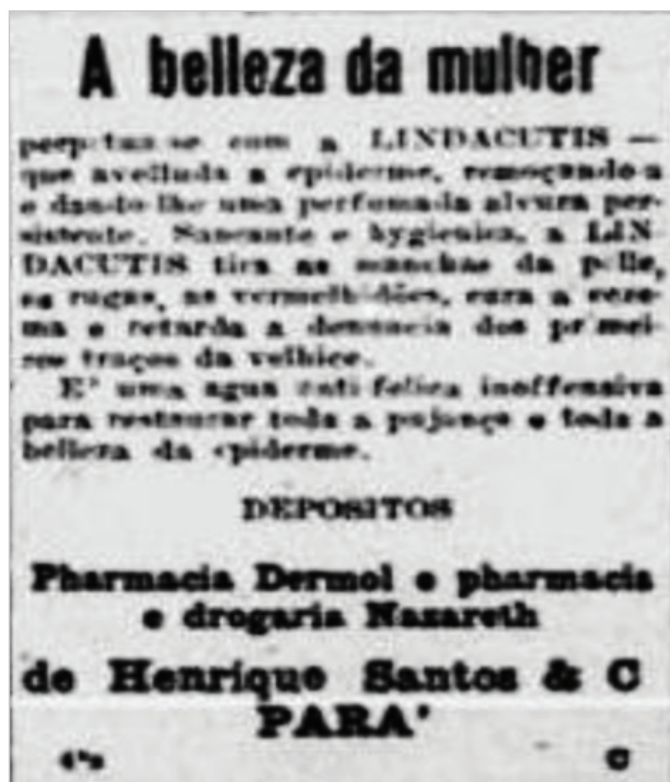 A belleza da mulher
perpetua-se com a LINDACUTIS —
que avelluda a epiderme, remoçando-a
e dando-lhe uma perfumada alvura per-
sistente. Saneante e hygienica, a LIN-
DACUTIS tira as manchas da pelle,
as rugas, as vermelhidões, cura a ecze-
ma e retarda a denuncia dos primei-
ros traços da velhice.
E' uma agua anti-felica inoffensiva
para restaurar toda a pujança e toda a
belleza da epiderme.
DEPOSITOS
Pharmacia Dermol e pharmacia
e drogaria Nazareth
de Henrique Santos & C
PARA'
C